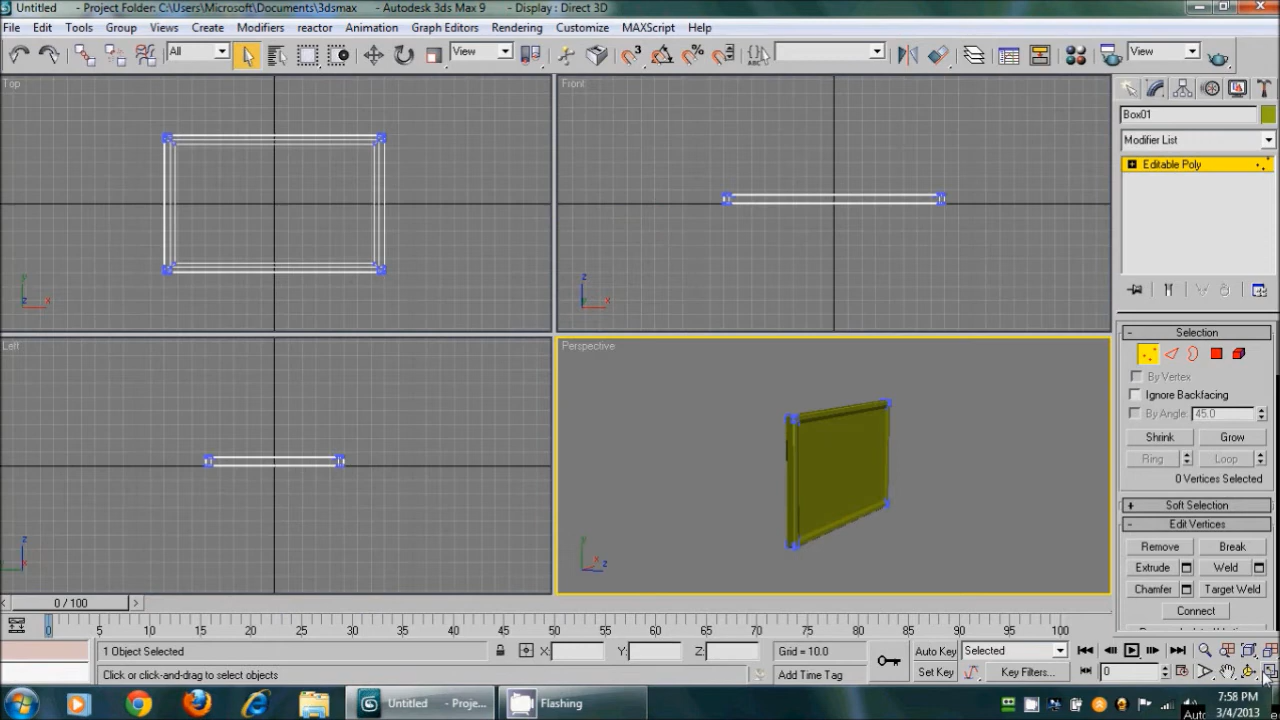 Untitled - Project Folder: C:\Users\Microsoft\Documents\3dsmax - Autodesk 3ds Max 9 - Display : Direct 3D
File Edit Tools Group Views Create Modifiers reactor Animation Graph Editors Rendering Customize MAXScript Help
All View View
Top Front
Left Perspective
Box01
Modifier List
Editable Poly
Selection
By Vertex
Ignore Backfacing
By Angle: 45.0
Shrink Grow
Ring Loop
0 Vertices Selected
Soft Selection
Edit Vertices
Remove Break
Extrude Weld
Chamfer Target Weld
Connect
0 / 100
0 5 10 15 20 25 30 35 40 45 50 55 60 65 70 75 80 85 90 95 100
1 Object Selected X: Y: Z: Grid = 10.0 Auto Key Selected
Click or click-and-drag to select objects Add Time Tag Set Key Key Filters... 0
Untitled - Proje... Flashing
7:58 PM
3/4/2013